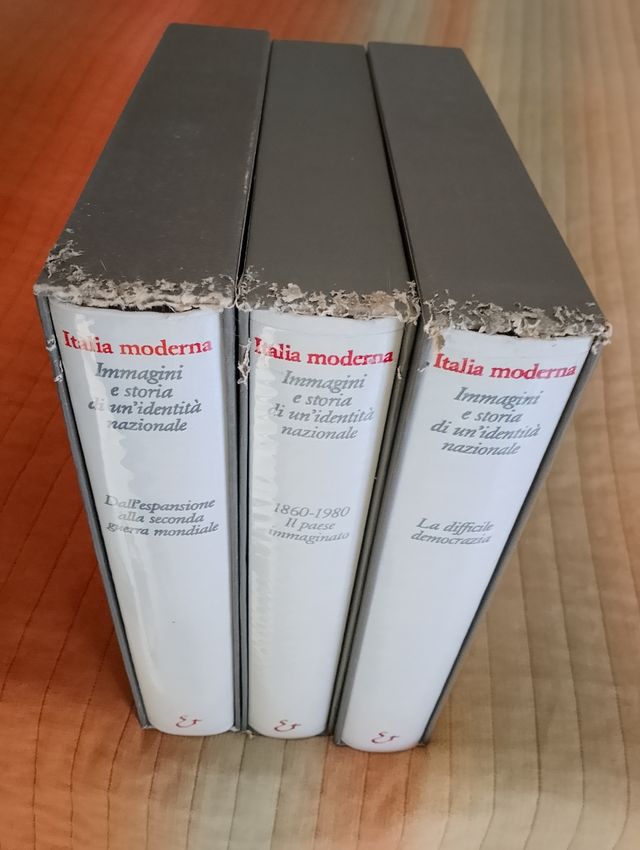 Italia moderna
Immagini
e storia
di un'identità
nazionale
Dall'espansione
alla seconda
guerra mondiale
Italia moderna
Immagini
e storia
di un'identità
nazionale
1860-1980
Il paese
immaginato
Italia moderna
Immagini
e storia
di un'identità
nazionale
La difficile
democrazia